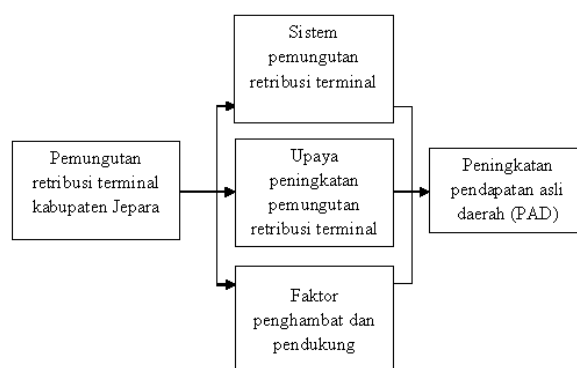 Sistem
pemungutan
retribusi terminal
Pemungutan
retribusi terminal
kabupaten Jepara
Upaya
peningkatan
pemungutan
retribusi terminal
Peningkatan
pendapatan asli
daerah (PAD)
Faktor
penghambat dan
pendukung